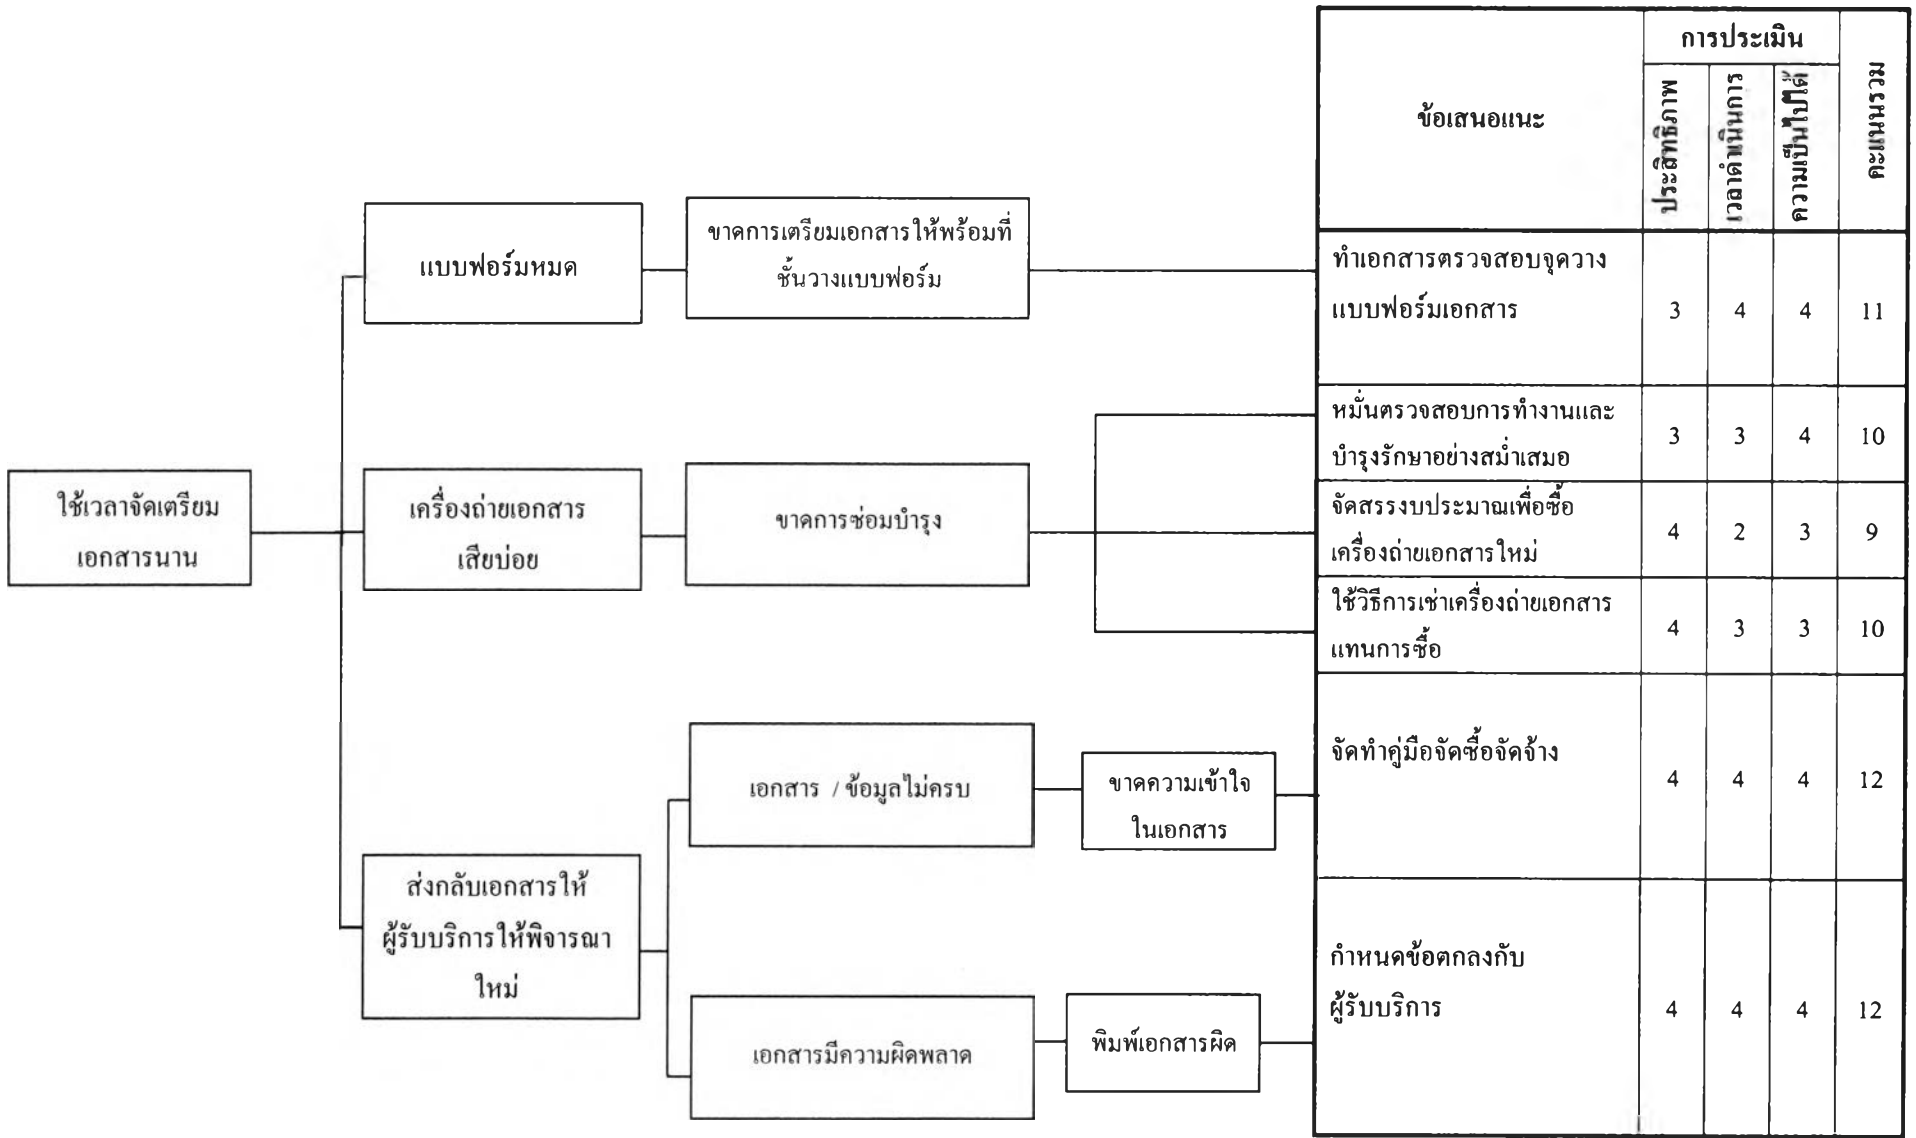 ข้อเสนอแนะ
การประเมิน
ประสิทธิภาพ
เวลาดำเนินการ
ความเป็นไปได้
คะแนนรวม
ใช้เวลาจัดเตรียม
เอกสารนาน
แบบฟอร์มหมด
ขาดการเตรียมเอกสารให้พร้อมที่
ชั้นวางแบบฟอร์ม
ทำเอกสารตรวจสอบจุดวาง
แบบฟอร์มเอกสาร
3 4 4 11
เครื่องถ่ายเอกสาร
เสียบ่อย
ขาดการซ่อมบำรุง
หมั่นตรวจสอบการทำงานและ
บำรุงรักษาอย่างสม่ำเสมอ
3 3 4 10
จัดสรรงบประมาณเพื่อซื้อ
เครื่องถ่ายเอกสารใหม่
4 2 3 9
ใช้วิธีการเช่าเครื่องถ่ายเอกสาร
แทนการซื้อ
4 3 3 10
ส่งกลับเอกสารให้
ผู้รับบริการให้พิจารณา
ใหม่
เอกสาร / ข้อมูลไม่ครบ
ขาดความเข้าใจ
ในเอกสาร
จัดทำคู่มือจัดซื้อจัดจ้าง
4 4 4 12
เอกสารมีความผิดพลาด
พิมพ์เอกสารผิด
กำหนดข้อตกลงกับ
ผู้รับบริการ
4 4 4 12